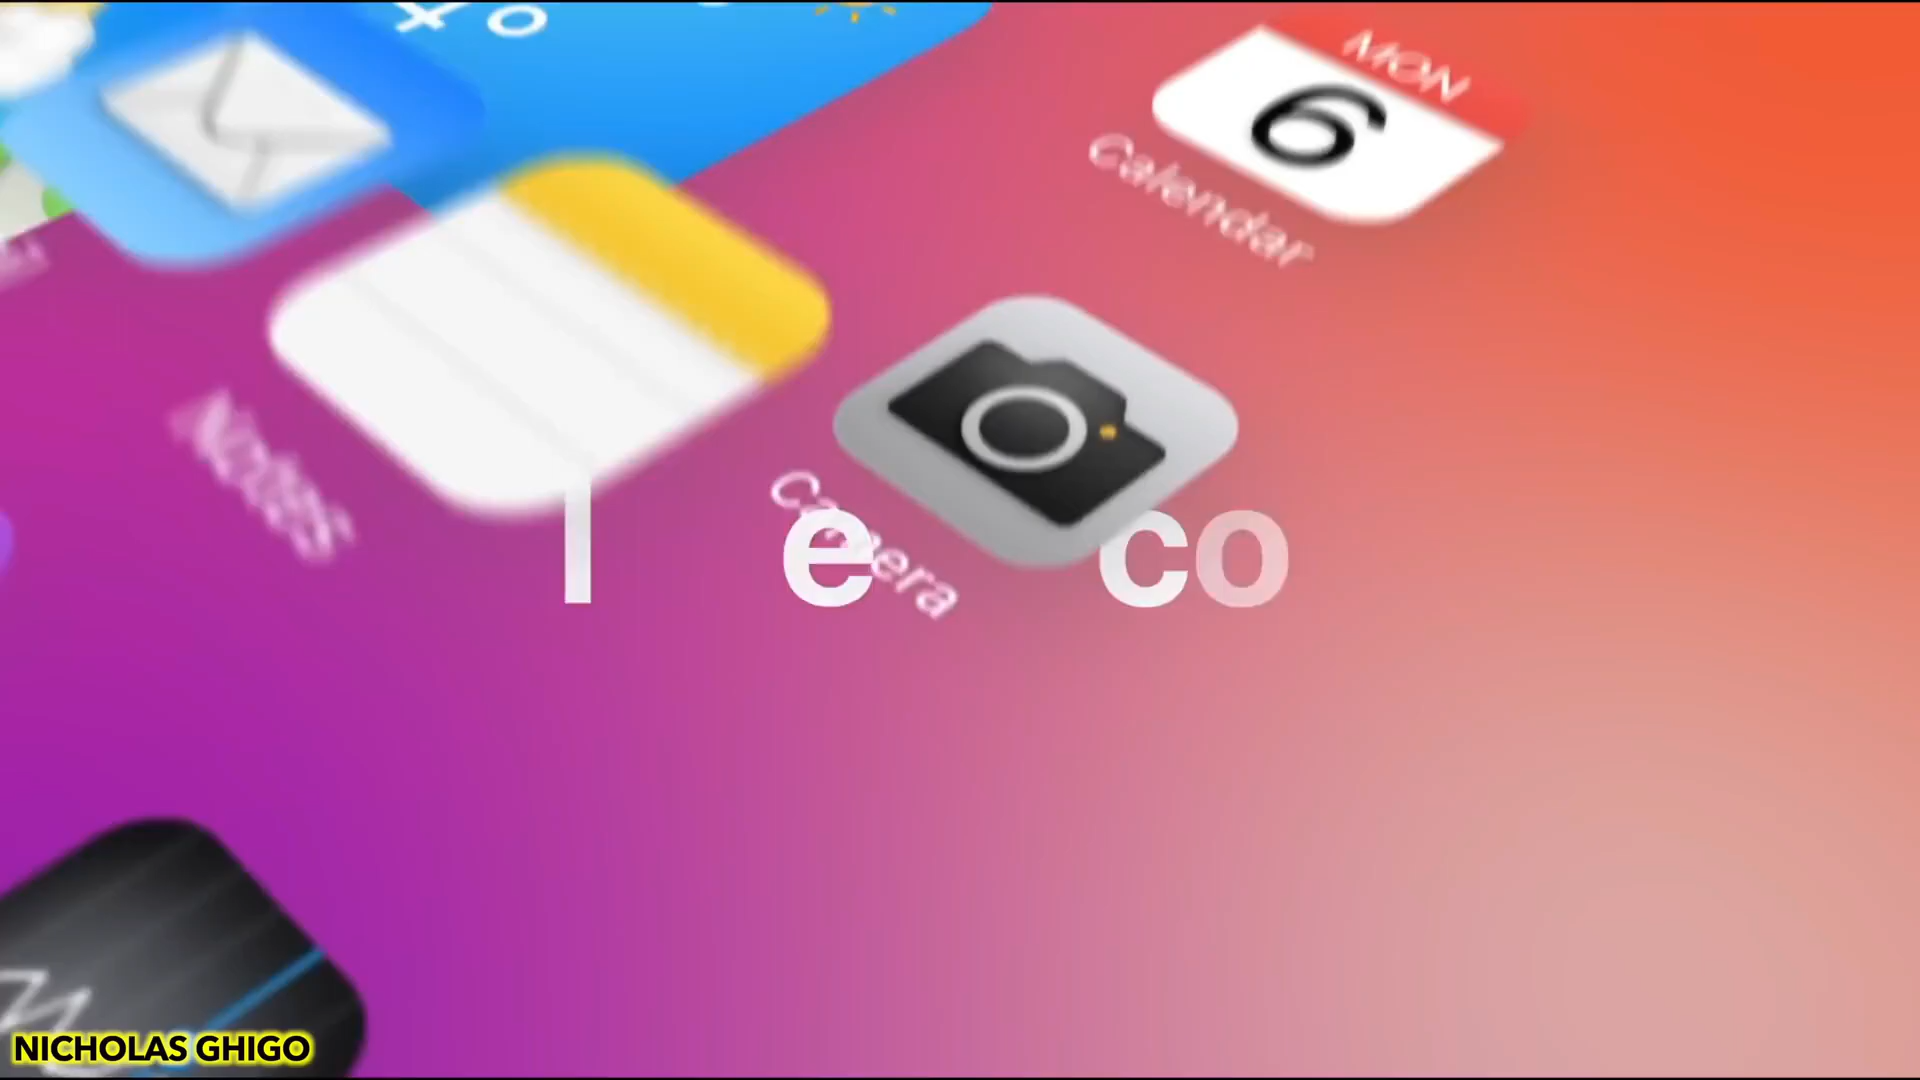 MON
6
Calendar
Notes
Camera
l e co
NICHOLAS GHIGO